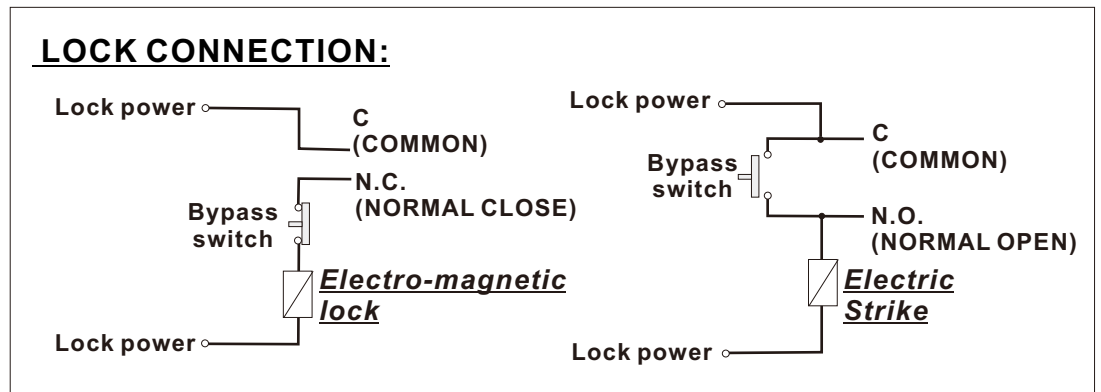 LOCK CONNECTION:
Lock power
C
(COMMON)
N.C.
(NORMAL CLOSE)
Bypass
switch
Electro-magnetic
lock
Lock power
Lock power
C
(COMMON)
Bypass
switch
N.O.
(NORMAL OPEN)
Electric
Strike
Lock power